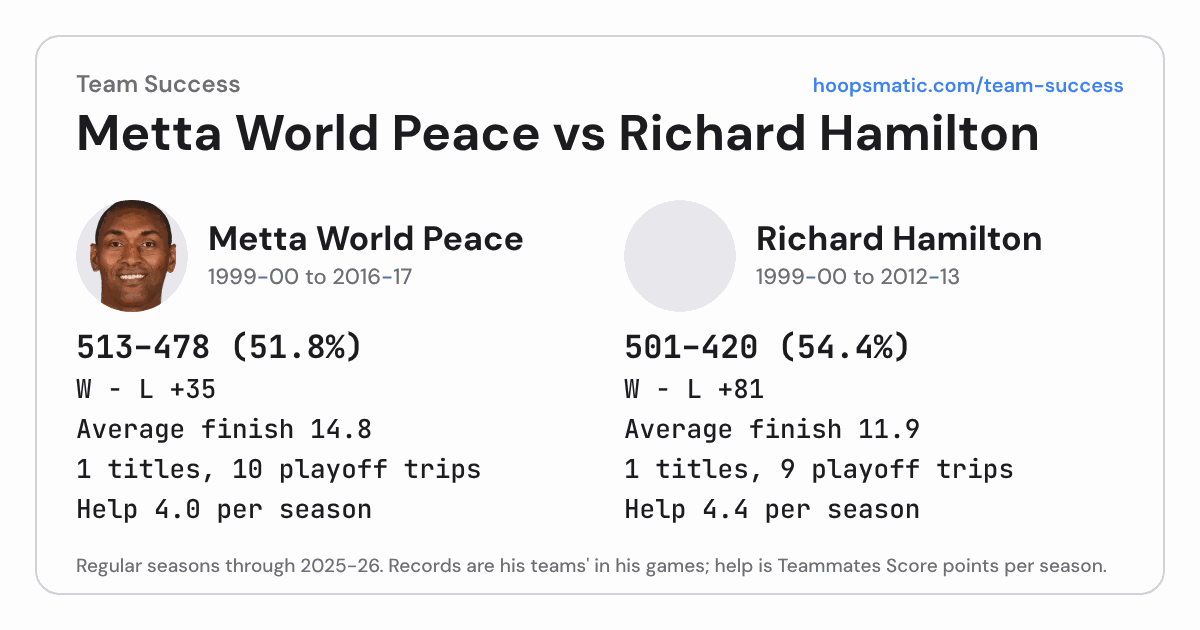 Team Success
hoopsmatic.com/team-success
Metta World Peace vs Richard Hamilton
Metta World Peace
1999-00 to 2016-17
513-478 (51.8%)
W - L +35
Average finish 14.8
1 titles, 10 playoff trips
Help 4.0 per season
Richard Hamilton
1999-00 to 2012-13
501-420 (54.4%)
W - L +81
Average finish 11.9
1 titles, 9 playoff trips
Help 4.4 per season
Regular seasons through 2025-26. Records are his teams' in his games; help is Teammates Score points per season.